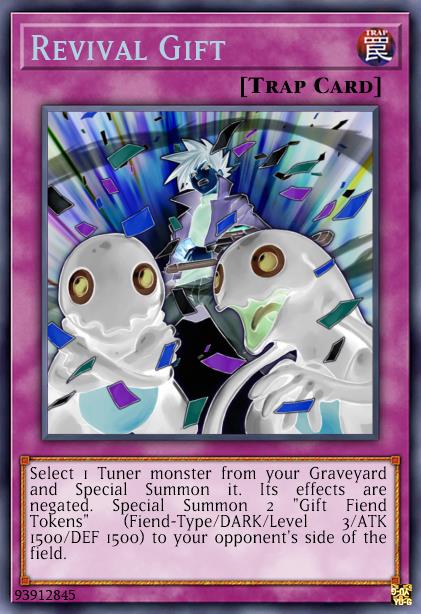 Revival Gift
TRAP
罠
[Trap Card]
Select 1 Tuner monster from your Graveyard
and Special Summon it. Its effects are
negated. Special Summon 2 "Gift Fiend
Tokens" (Fiend-Type/DARK/Level 3/ATK
1500/DEF 1500) to your opponent's side of the
field.
93912845